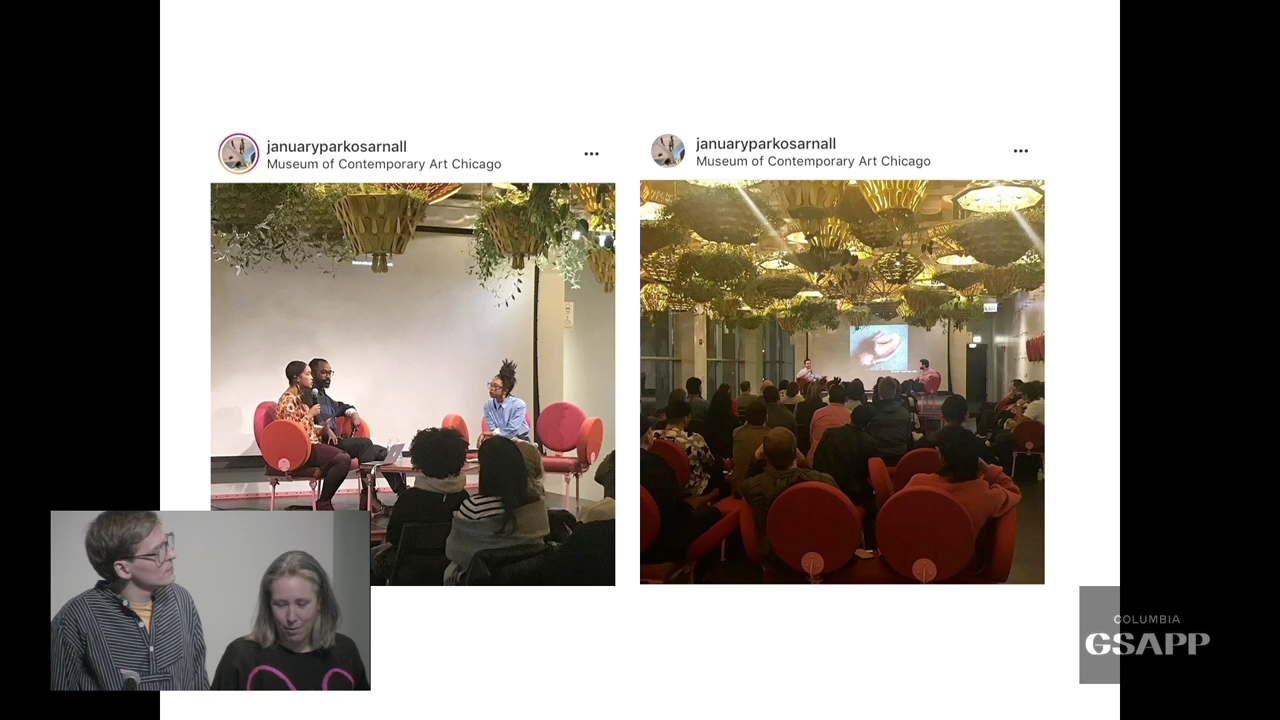 januaryparkosarnall
Museum of Contemporary Art Chicago
januaryparkosarnall
Museum of Contemporary Art Chicago
COLUMBIA
GSAPP